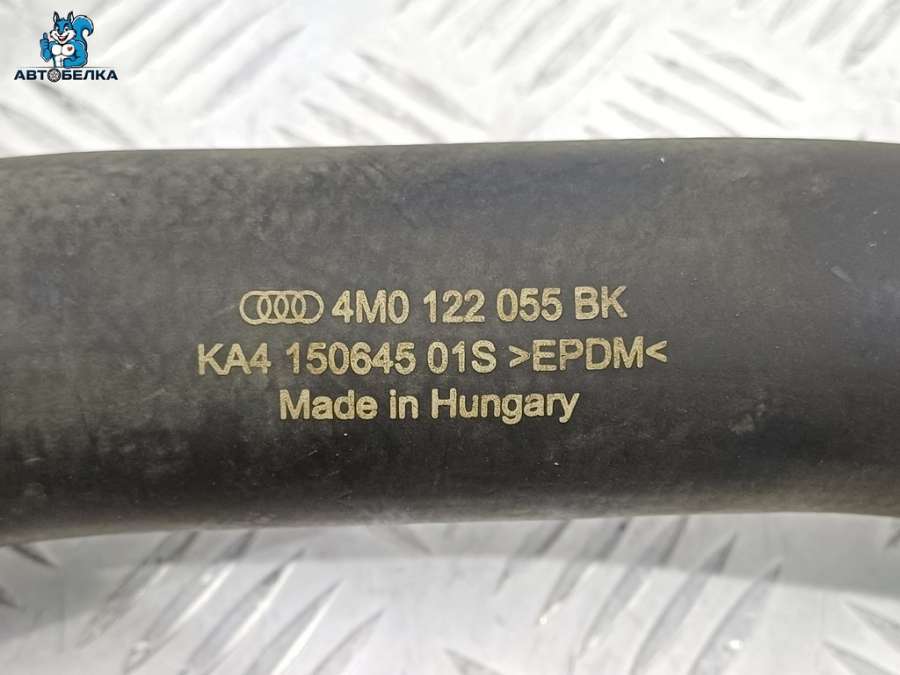 АВТОБЕЛКА
4M0 122 055 BK
KA4 150645 01S >EPDM<
Made in Hungary